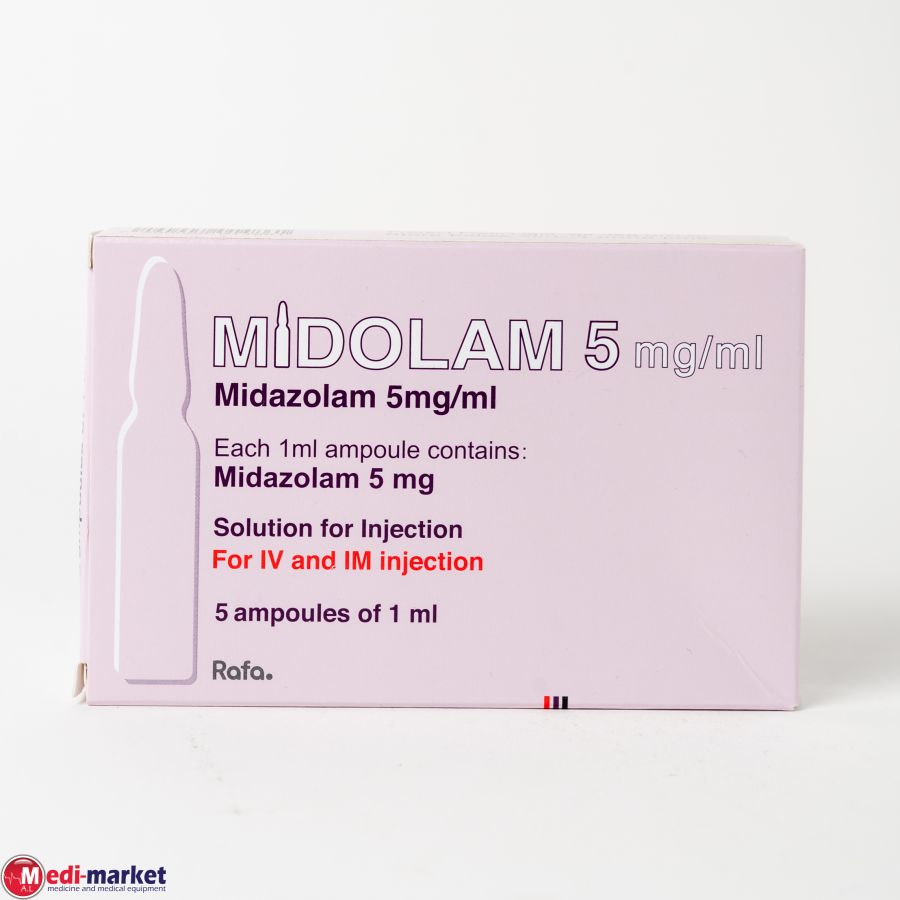 MIDOLAM 5 mg/ml
Midazolam 5mg/ml
Each 1ml ampoule contains:
Midazolam 5 mg
Solution for Injection
For IV and IM injection
5 ampoules of 1 ml
Rafa.
Medi-market
A.L
medicine and medical equipment